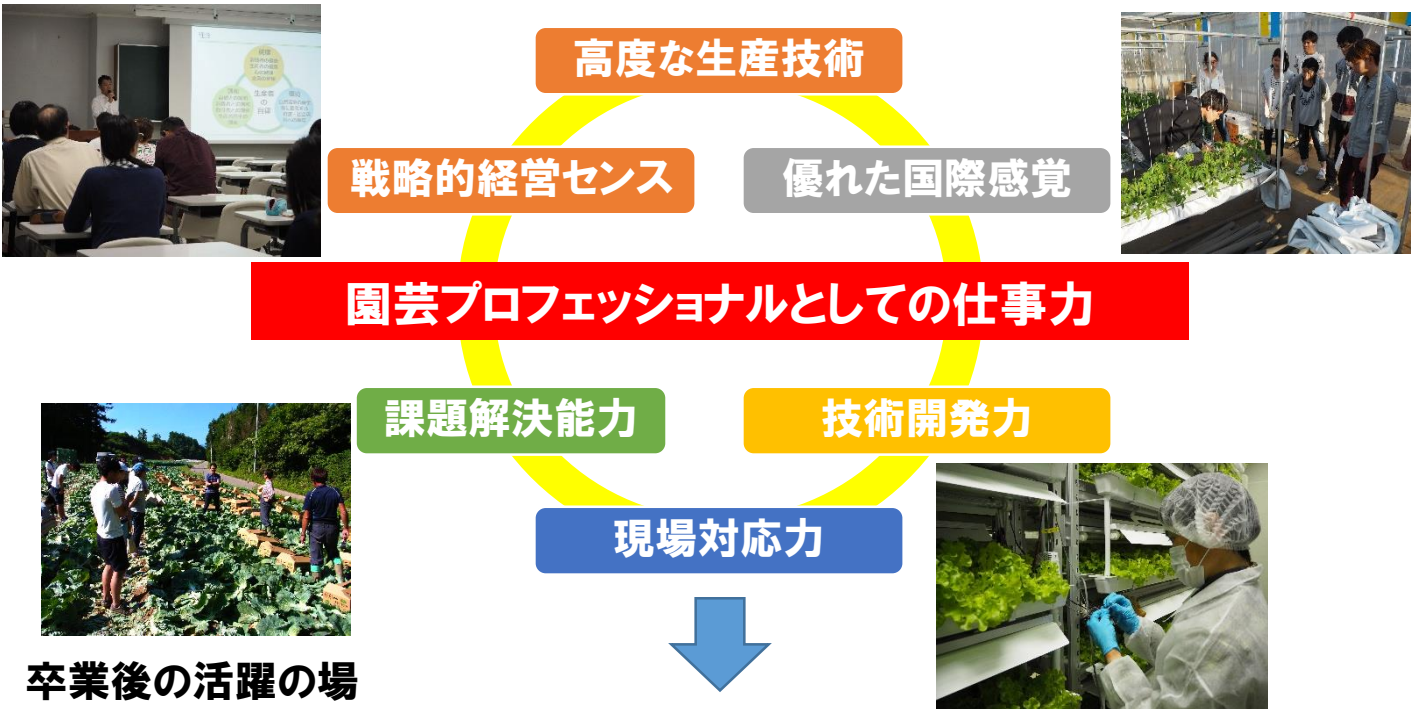 高度な生産技術
戦略的経営センス
優れた国際感覚
園芸プロフェッショナルとしての仕事力
課題解決能力
技術開発力
現場対応力
卒業後の活躍の場